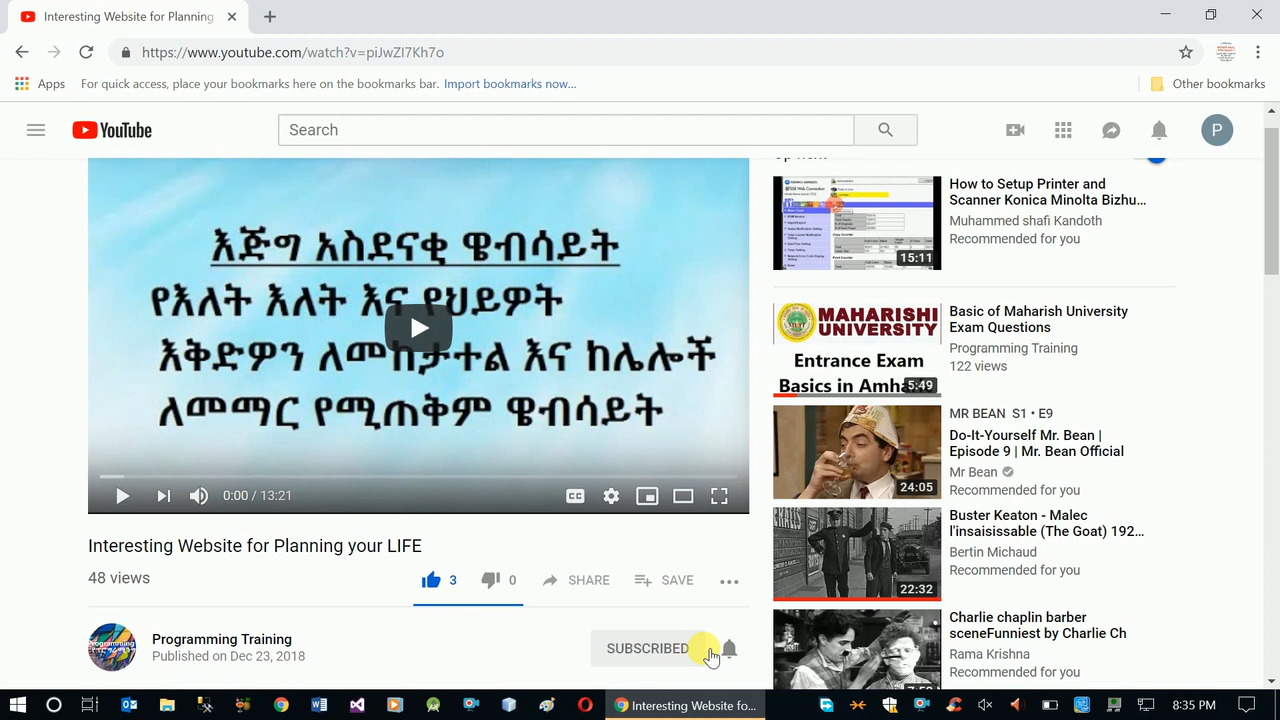 Interesting Website for Planning
https://www.youtube.com/watch?v=piJwZI7Kh7o
Apps
For quick access, place your bookmarks here on the bookmarks bar. Import bookmarks now...
Other bookmarks
YouTube
Search
P
እጅግ አስደናቂ ዌብሳይት
የእለት እለት እና የህይዎት
እቅድዎን ለመከታተል እና ከሌሎች
ለመማር የሚጠቅም ዌብሳይት
0:00 / 13:21
Interesting Website for Planning your LIFE
48 views
3
0
SHARE
SAVE
Programming Training
Published on Dec 23, 2018
SUBSCRIBED
15:11
How to Setup Printer and
Scanner Konica Minolta Bizhu...
Muhammed shafi Kandoth
Recommended for you
MAHARISHI
UNIVERSITY
Entrance Exam
Basics in Amha
5:49
Basic of Maharish University
Exam Questions
Programming Training
122 views
24:05
MR BEAN S1 • E9
Do-It-Yourself Mr. Bean |
Episode 9 | Mr. Bean Official
Mr Bean
Recommended for you
22:32
Buster Keaton - Malec
l'insaisissable (The Goat) 192...
Bertin Michaud
Recommended for you
Charlie chaplin barber
sceneFunniest by Charlie Ch
Rama Krishna
Recommended for you
Interesting Website fo...
8:35 PM